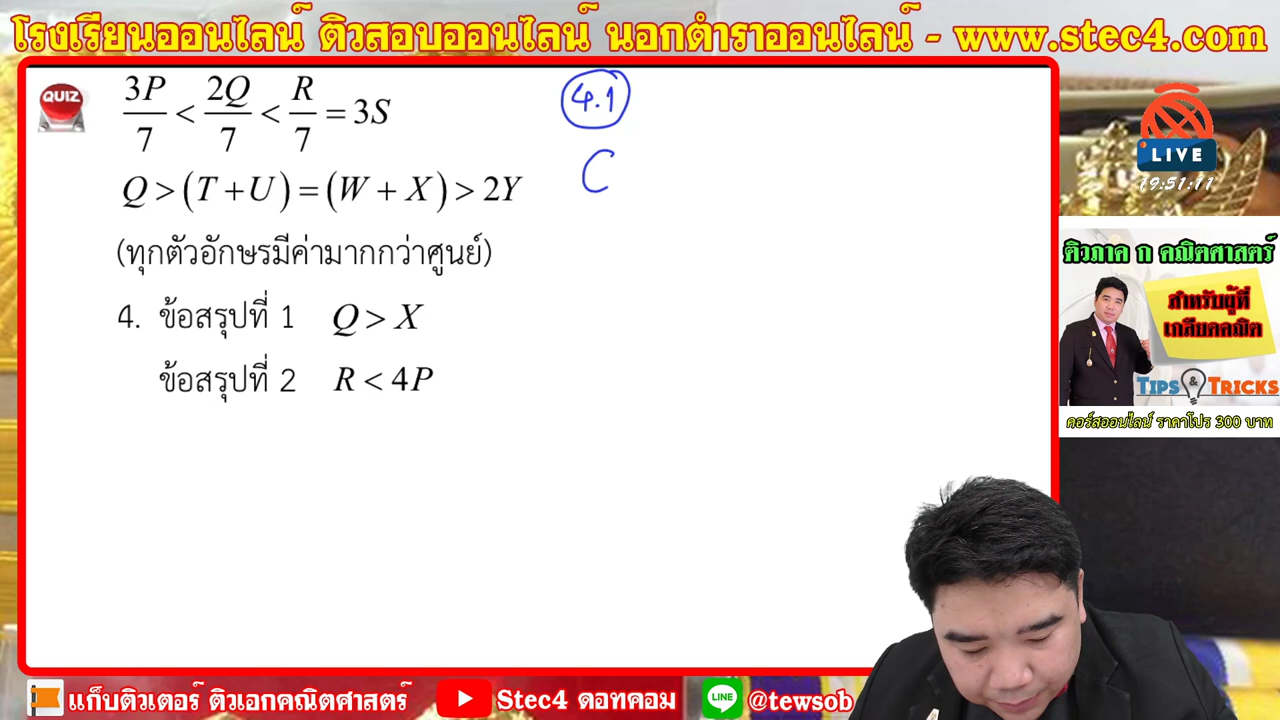 โรงเรียนออนไลน์ ติวสอบออนไลน์ นอกตำราออนไลน์ - www.stec4.com
QUIZ
3P/7 < 2Q/7 < R/7 = 3S
4.1
C
Q > (T + U) = (W + X) > 2Y
(ทุกตัวอักษรมีค่ามากกว่าศูนย์)
4. ข้อสรุปที่ 1 Q > X
ข้อสรุปที่ 2 R < 4P
LIVE
19:51:11
ติวภาค ก คณิตศาสตร์
สำหรับผู้ที่
เกลียดคณิต
TIPS & TRICKS
คอร์สออนไลน์ ราคาโปร 300 บาท
แก็บติวเตอร์ ติวเอกคณิตศาสตร์
Stec4 ดอทคอม
LINE
@tewsob